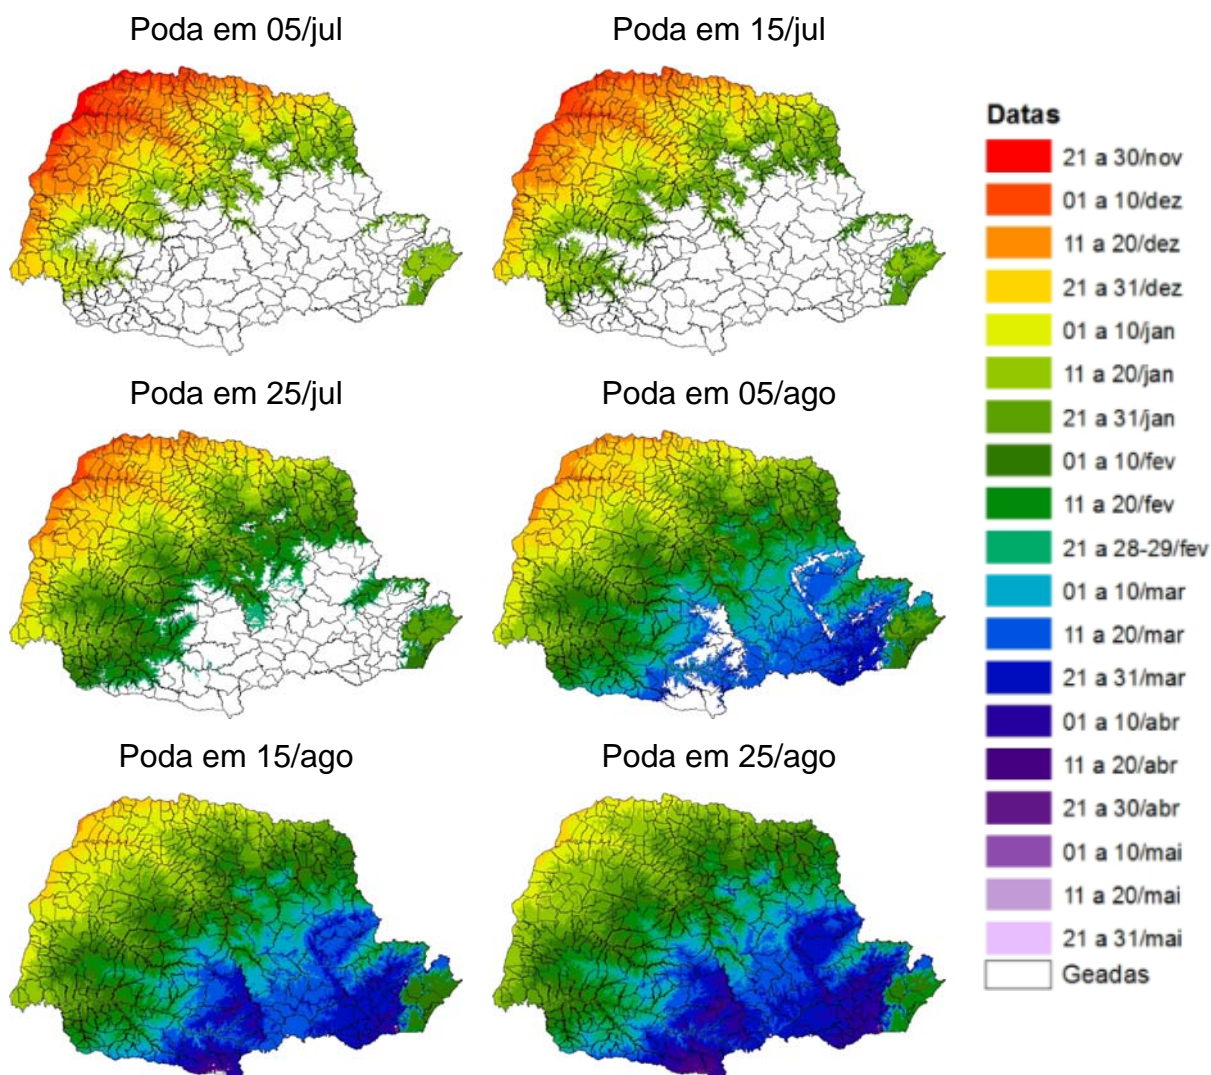 Poda em 05/jul
Poda em 15/jul
Datas
21 a 30/nov
01 a 10/dez
11 a 20/dez
21 a 31/dez
01 a 10/jan
11 a 20/jan
21 a 31/jan
01 a 10/fev
11 a 20/fev
21 a 28-29/fev
01 a 10/mar
11 a 20/mar
21 a 31/mar
01 a 10/abr
11 a 20/abr
21 a 30/abr
01 a 10/mai
11 a 20/mai
21 a 31/mai
Geadas
Poda em 25/jul
Poda em 05/ago
Poda em 15/ago
Poda em 25/ago